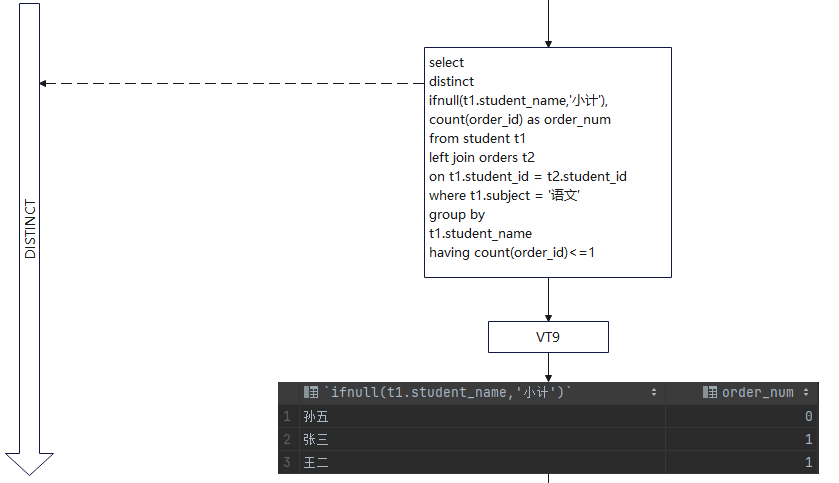 DISTINCT
select
distinct
ifnull(t1.student_name,'小计'),
count(order_id) as order_num
from student t1
left join orders t2
on t1.student_id = t2.student_id
where t1.subject = '语文'
group by
t1.student_name
having count(order_id)<=1
VT9
`ifnull(t1.student_name,'小计')` order_num
1 孙五 0
2 张三 1
3 王二 1